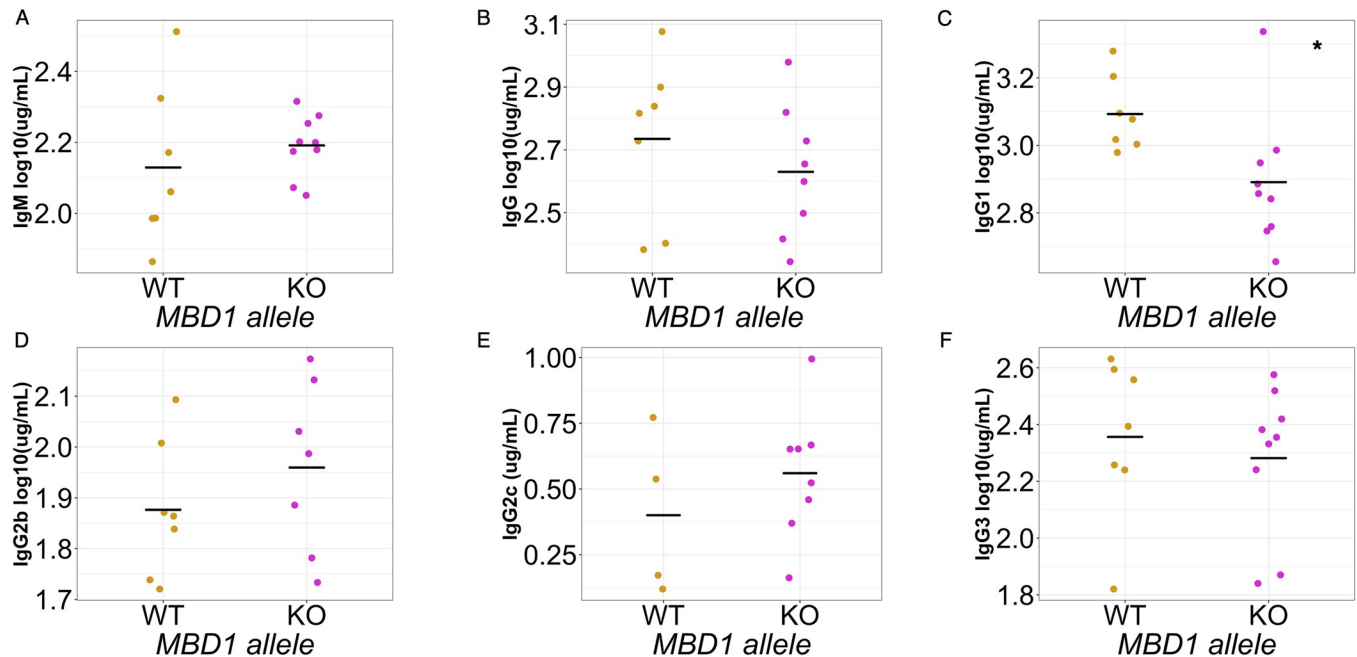 A
IgM log10(ug/mL)
2.4
2.2
2.0
WT
KO
MBD1 allele
B
IgG log10(ug/mL)
3.1
2.9
2.7
2.5
WT
KO
MBD1 allele
C
IgG1 log10(ug/mL)
3.2
3.0
2.8
*
WT
KO
MBD1 allele
D
IgG2b log10(ug/mL)
2.1
2.0
1.9
1.8
1.7
WT
KO
MBD1 allele
E
IgG2c (ug/mL)
1.00
0.75
0.50
0.25
WT
KO
MBD1 allele
F
IgG3 log10(ug/mL)
2.6
2.4
2.2
2.0
1.8
WT
KO
MBD1 allele